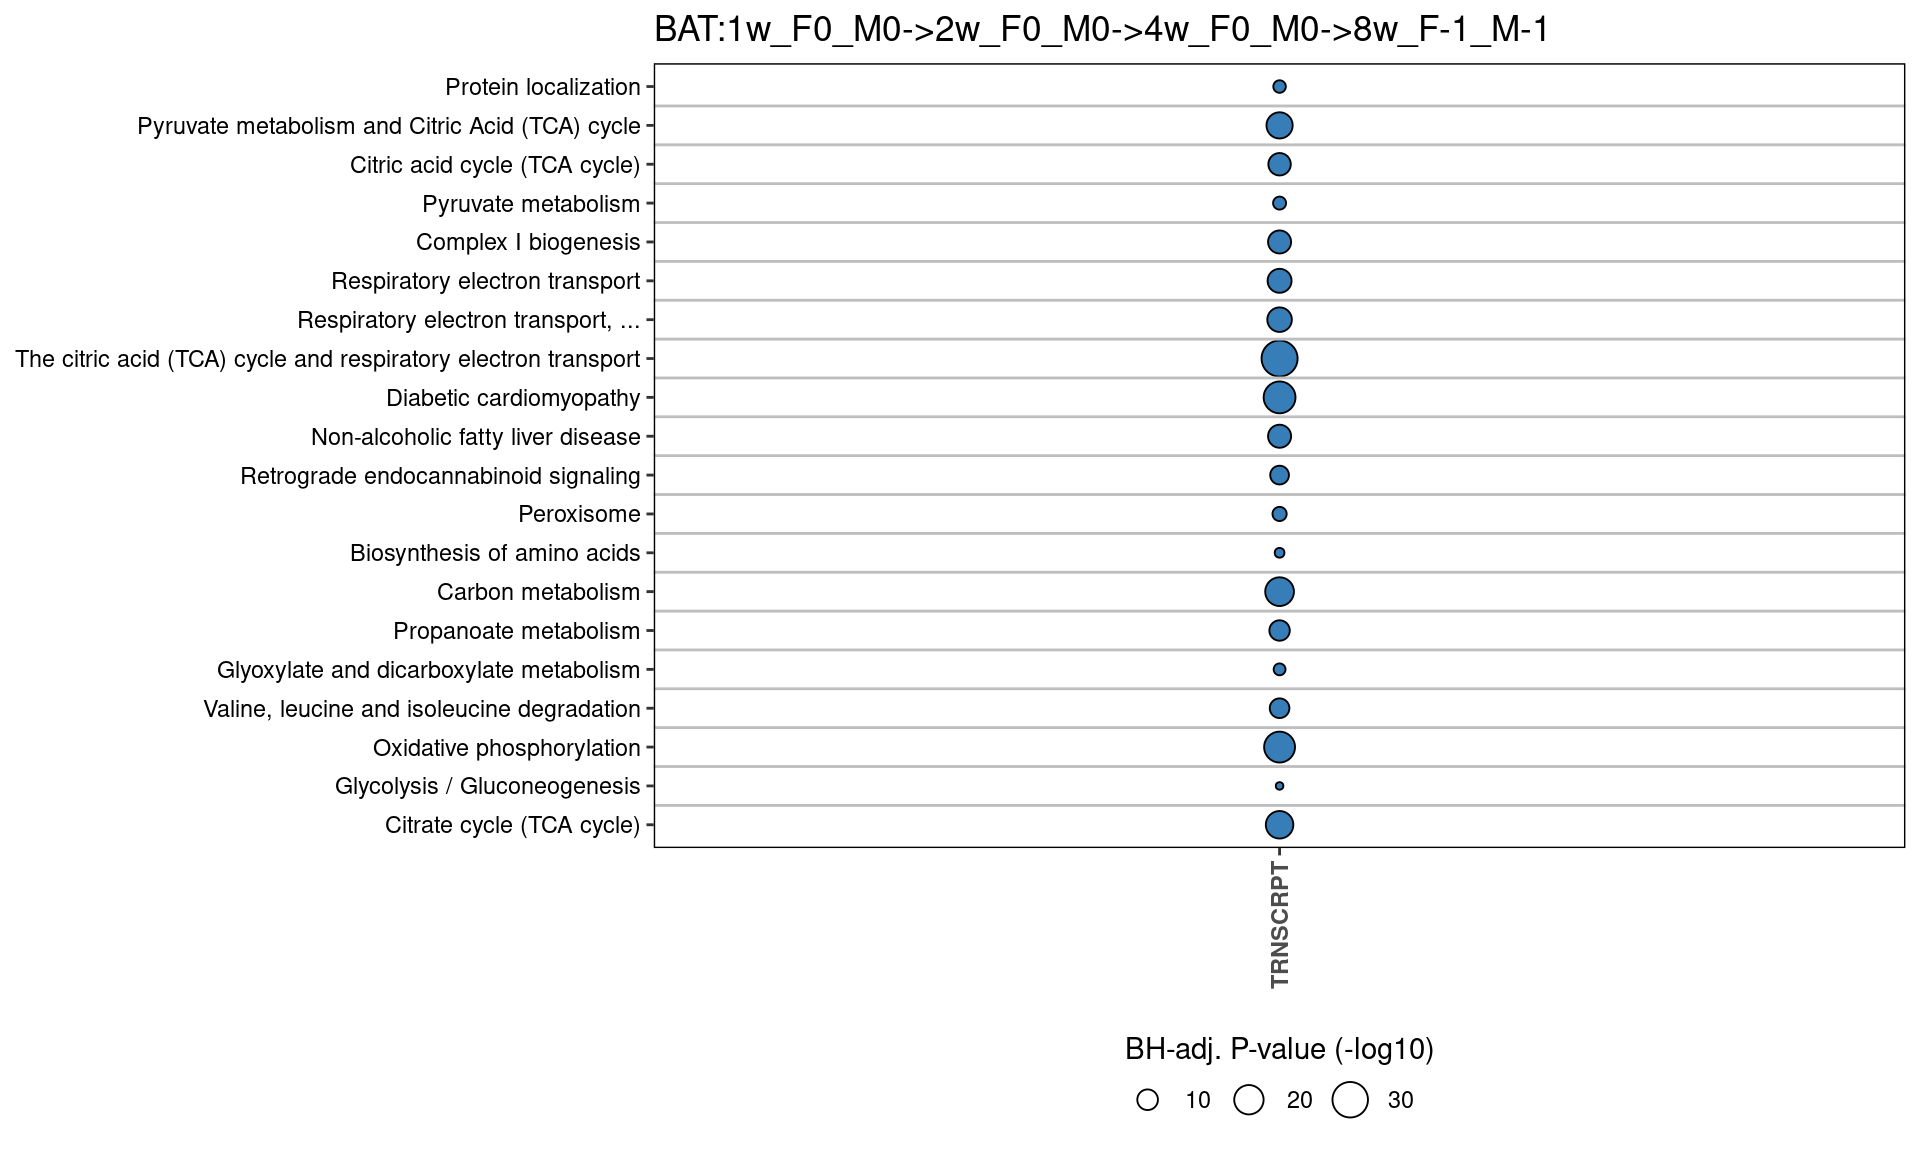 BAT:1w_F0_M0->2w_F0_M0->4w_F0_M0->8w_F-1_M-1
Protein localization
Pyruvate metabolism and Citric Acid (TCA) cycle
Citric acid cycle (TCA cycle)
Pyruvate metabolism
Complex I biogenesis
Respiratory electron transport
Respiratory electron transport, ...
The citric acid (TCA) cycle and respiratory electron transport
Diabetic cardiomyopathy
Non-alcoholic fatty liver disease
Retrograde endocannabinoid signaling
Peroxisome
Biosynthesis of amino acids
Carbon metabolism
Propanoate metabolism
Glyoxylate and dicarboxylate metabolism
Valine, leucine and isoleucine degradation
Oxidative phosphorylation
Glycolysis / Gluconeogenesis
Citrate cycle (TCA cycle)
TRNSCRPT
BH-adj. P-value (-log10)
10 20 30